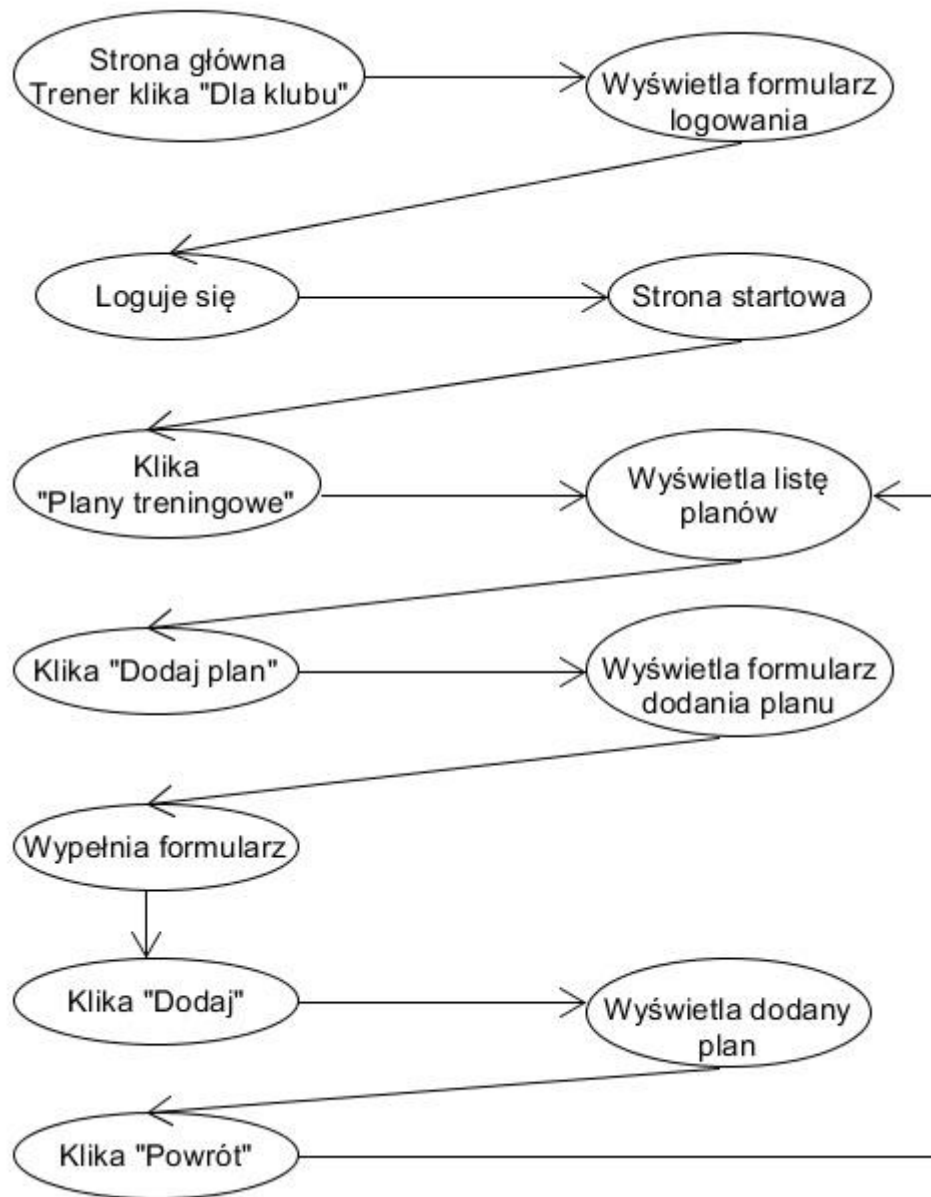 Strona główna
Trener klika "Dla klubu"
Wyświetla formularz
logowania
Loguje się
Strona startowa
Klika
"Plany treningowe"
Wyświetla listę
planów
Klika "Dodaj plan"
Wyświetla formularz
dodania planu
Wypełnia formularz
Klika "Dodaj"
Wyświetla dodany
plan
Klika "Powrót"